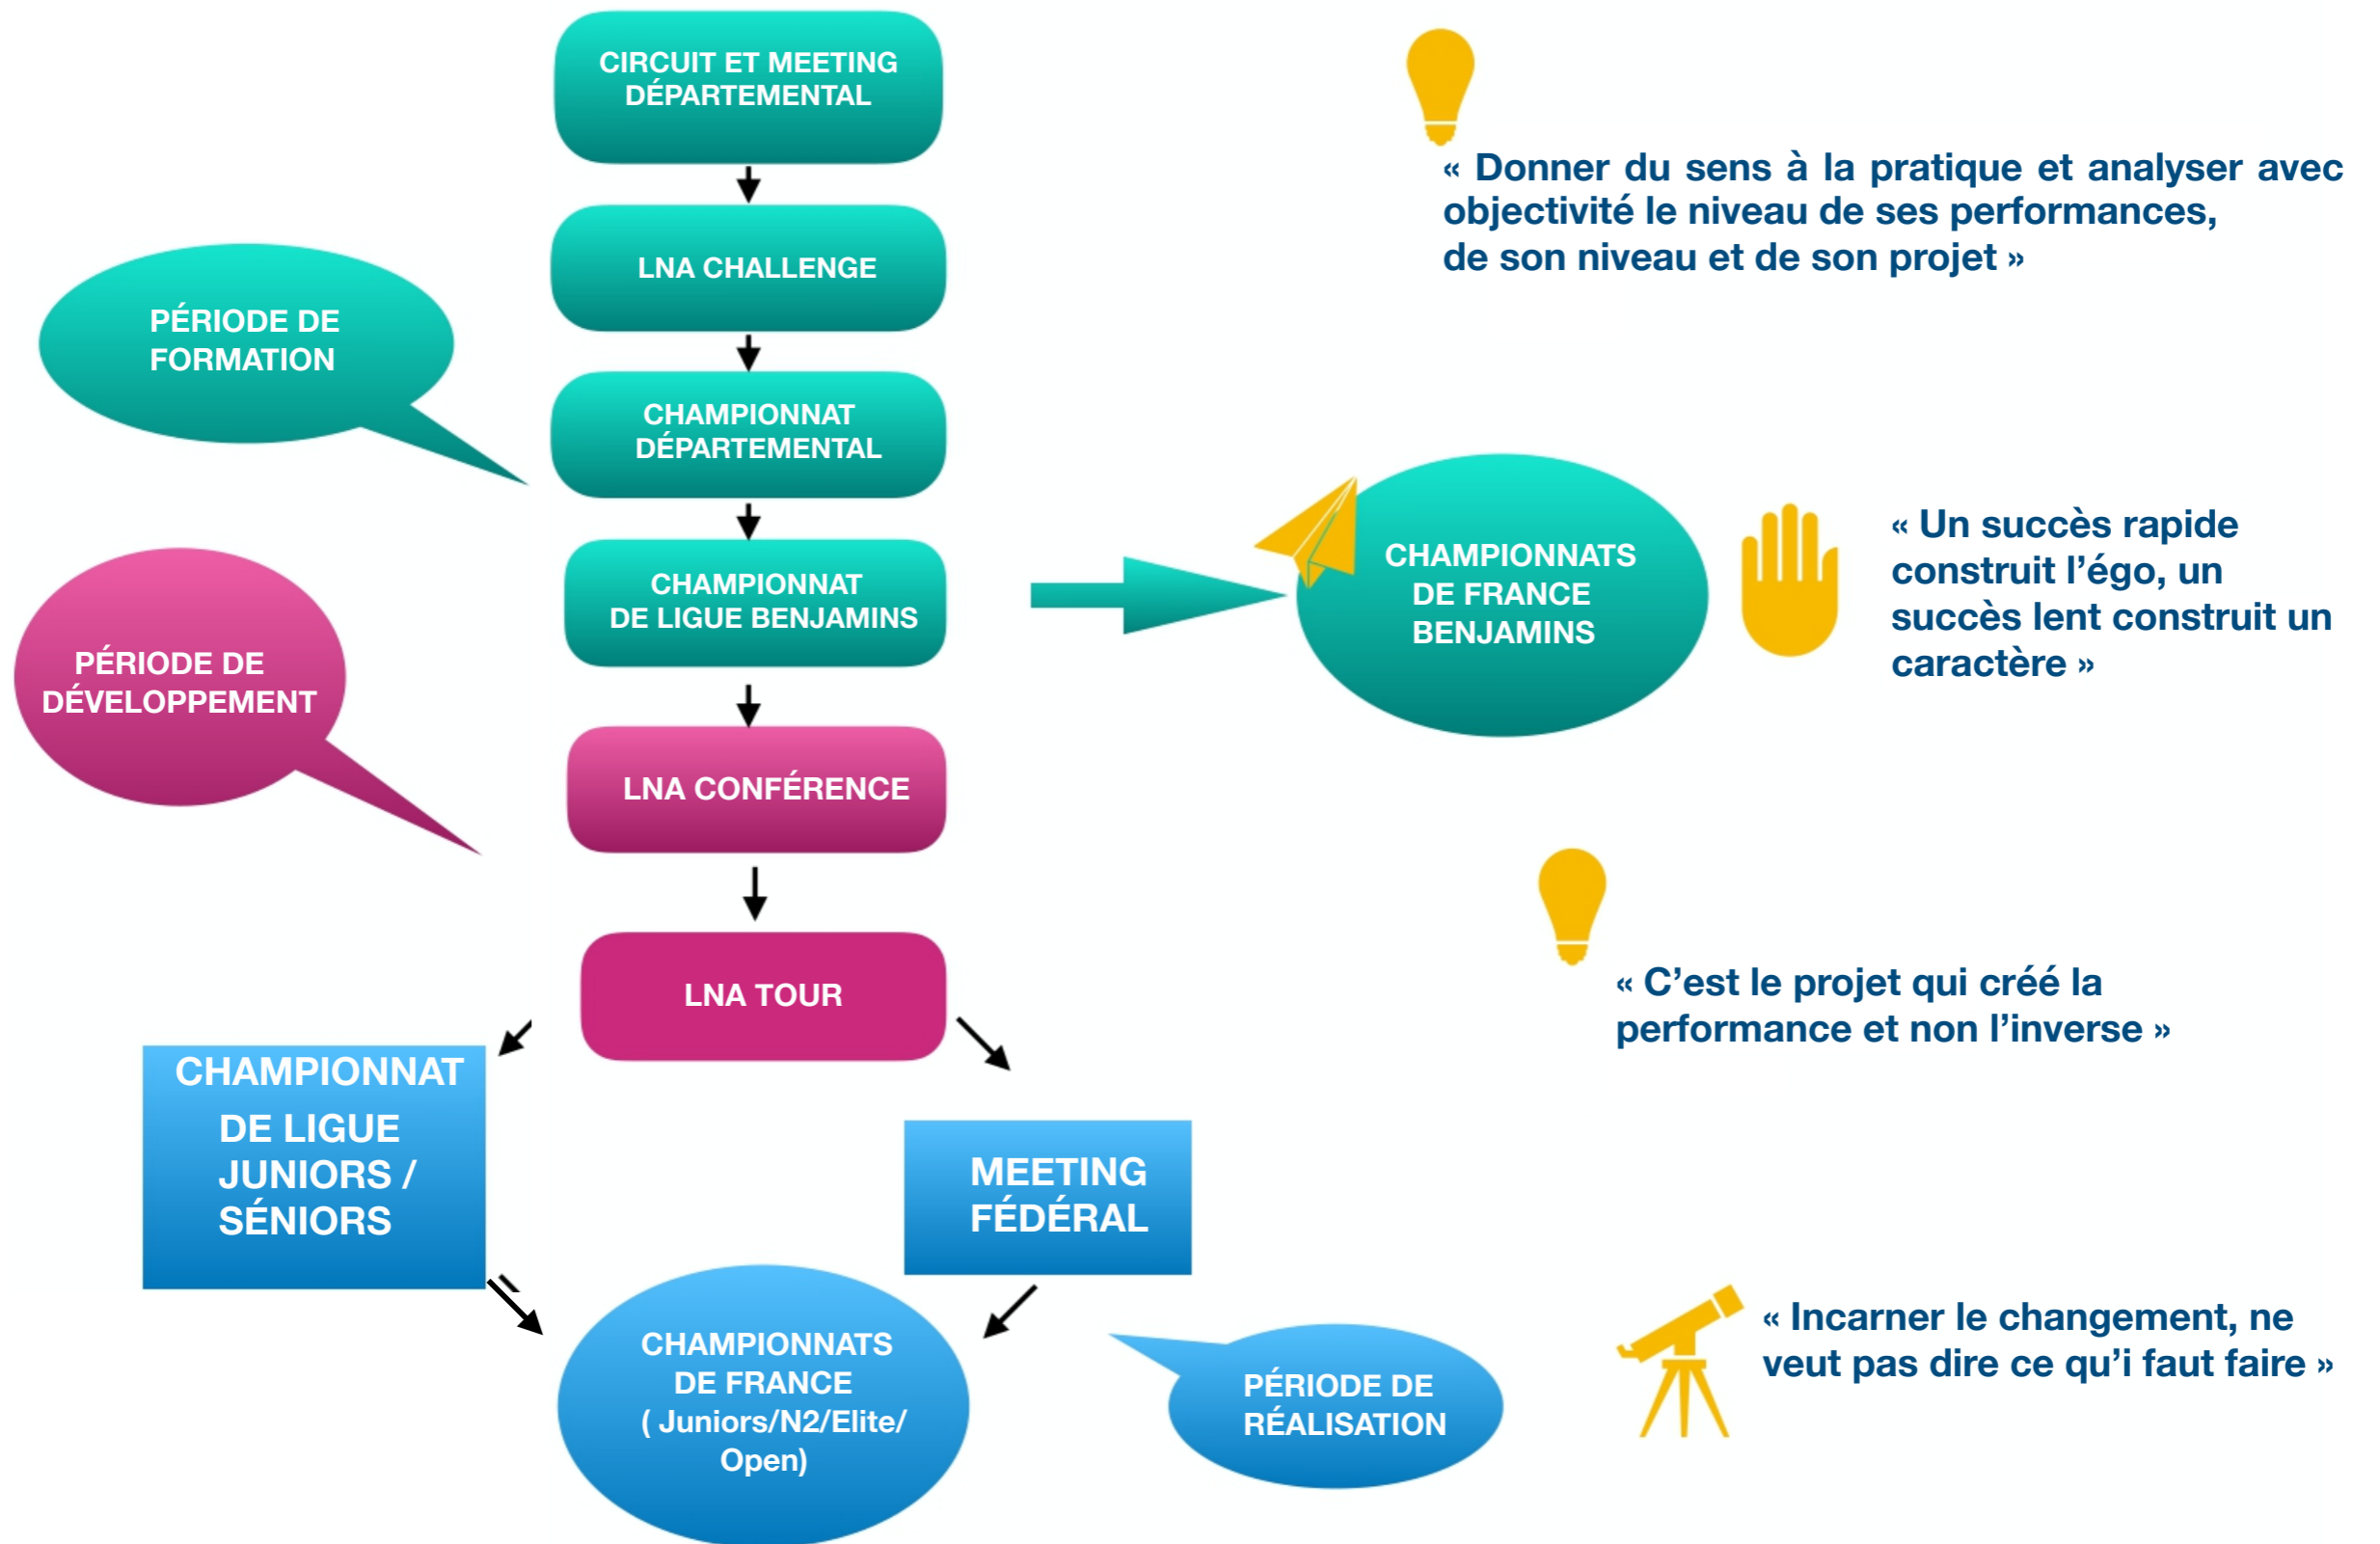 CIRCUIT ET MEETING
DÉPARTEMENTAL
« Donner du sens à la pratique et analyser avec
objectivité le niveau de ses performances,
de son niveau et de son projet »
LNA CHALLENGE
PÉRIODE DE
FORMATION
CHAMPIONNAT
DÉPARTEMENTAL
CHAMPIONNAT
DE LIGUE BENJAMINS
CHAMPIONNATS
DE FRANCE
BENJAMINS
« Un succès rapide
construit l’égo, un
succès lent construit un
caractère »
PÉRIODE DE
DÉVELOPPEMENT
LNA CONFÉRENCE
LNA TOUR
« C’est le projet qui créé la
performance et non l’inverse »
CHAMPIONNAT
DE LIGUE
JUNIORS /
SÉNIORS
MEETING
FÉDÉRAL
CHAMPIONNATS
DE FRANCE
( Juniors/N2/Elite/
Open)
PÉRIODE DE
RÉALISATION
« Incarner le changement, ne
veut pas dire ce qu’i faut faire »